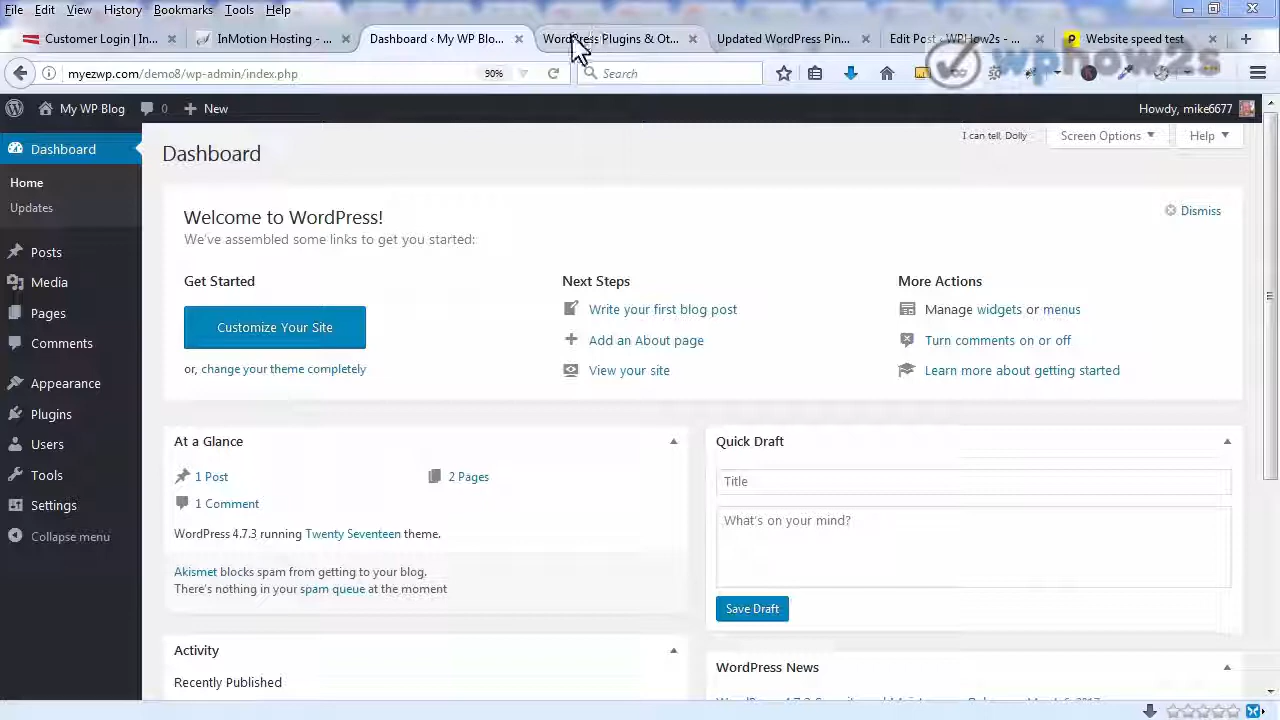 File Edit View History Bookmarks Tools Help
Customer Login | In... InMotion Hosting - ... Dashboard ‹ My WP Blo... WordPress Plugins & Ot... Updated WordPress Pin... Edit Post ‹ WPHow2s — ... Website speed test
myezwp.com/demo8/wp-admin/index.php 90% Search
wphow2s
My WP Blog 0 New Howdy, mike6677
I can tell, Dolly Screen Options Help
Dashboard
Home
Updates
Posts
Media
Pages
Comments
Appearance
Plugins
Users
Tools
Settings
Collapse menu
Dashboard
Welcome to WordPress!
Dismiss
We've assembled some links to get you started:
Get Started
Customize Your Site
or, change your theme completely
Next Steps
Write your first blog post
Add an About page
View your site
More Actions
Manage widgets or menus
Turn comments on or off
Learn more about getting started
At a Glance
1 Post 2 Pages
1 Comment
WordPress 4.7.3 running Twenty Seventeen theme.
Akismet blocks spam from getting to your blog.
There's nothing in your spam queue at the moment
Activity
Recently Published
Quick Draft
Title
What's on your mind?
Save Draft
WordPress News